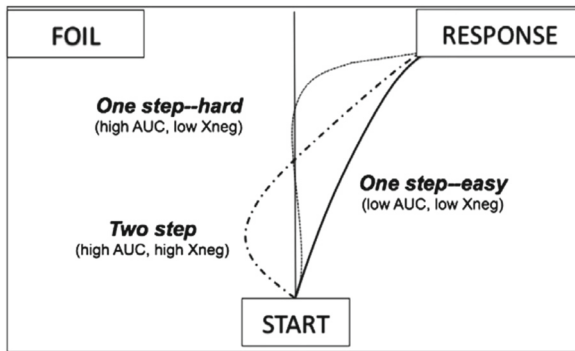 FOIL
RESPONSE
One step--hard
(high AUC, low Xneg)
One step--easy
(low AUC, low Xneg)
Two step
(high AUC, high Xneg)
START